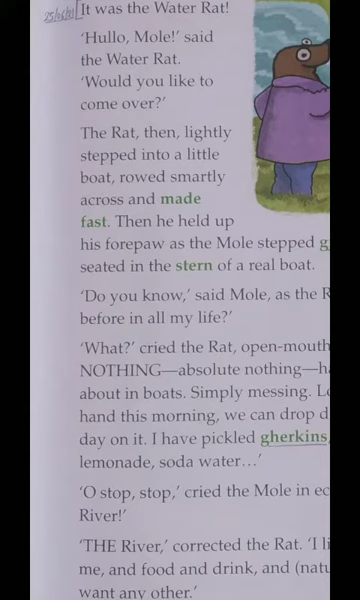 It was the Water Rat!
'Hullo, Mole!' said
the Water Rat.
'Would you like to
come over?'
The Rat, then, lightly
stepped into a little
boat, rowed smartly
across and made
fast. Then he held up
his forepaw as the Mole stepped g
seated in the stern of a real boat.
'Do you know,' said Mole, as the R
before in all my life?'
'What?' cried the Rat, open-mouth
NOTHING—absolute nothing—ha
about in boats. Simply messing. Lo
hand this morning, we can drop d
day on it. I have pickled gherkins,
lemonade, soda water…'
'O stop, stop,' cried the Mole in ec
River!'
'THE River,' corrected the Rat. 'I li
me, and food and drink, and (natu
want any other.'